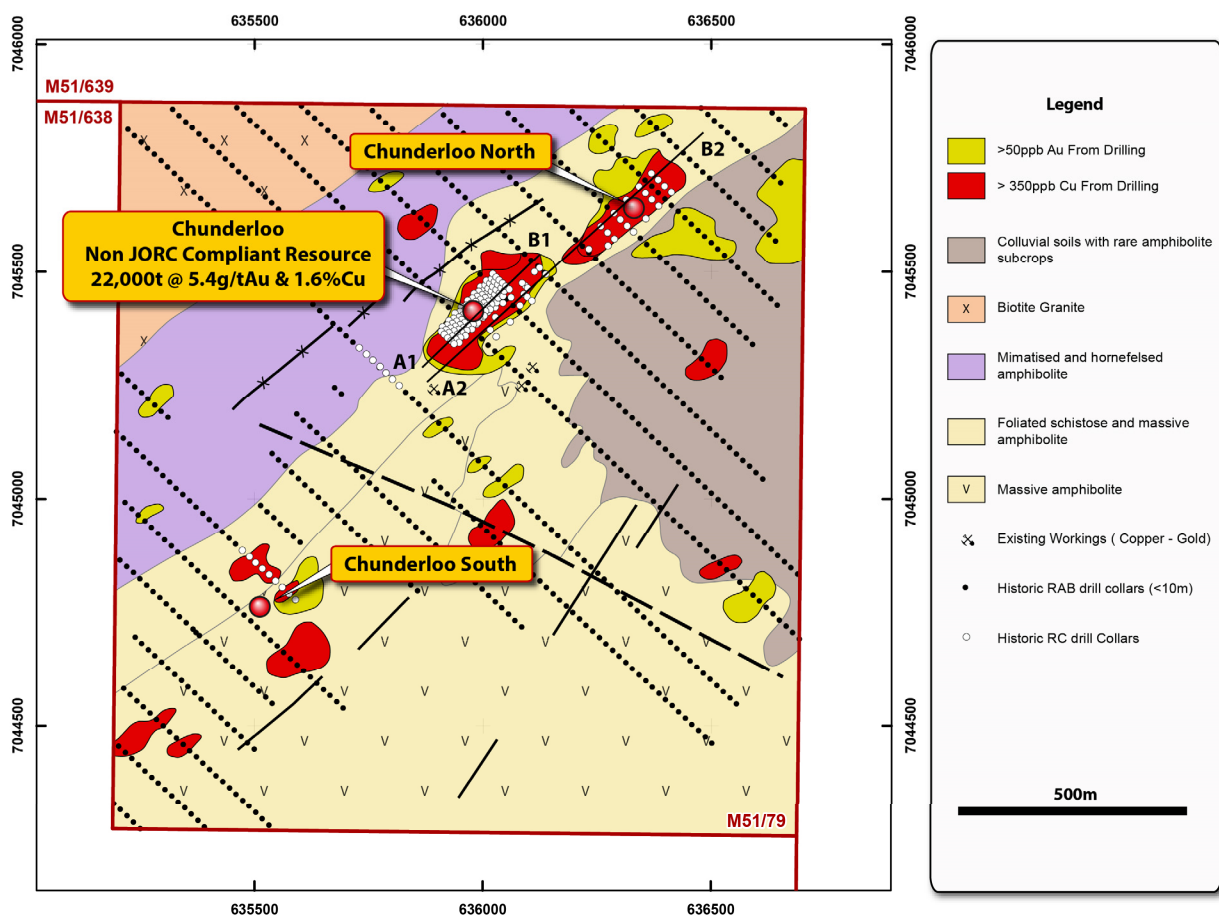 635500 636000 636500
7046000
7046000
M51/639
M51/638
Chunderloo North
B2
Chunderloo
Non JORC Compliant Resource
22,000t @ 5.4g/tAu & 1.6%Cu
B1
7045500
7045500
A1
A2
7045000
7045000
Chunderloo South
7044500
7044500
M51/79
635500 636000 636500
Legend
>50ppb Au From Drilling
> 350ppb Cu From Drilling
Colluvial soils with rare amphibolite
subcrops
X Biotite Granite
Mimatised and hornefelsed
amphibolite
Foliated schistose and massive
amphibolite
V Massive amphibolite
Existing Workings ( Copper - Gold)
Historic RAB drill collars (<10m)
Historic RC drill Collars
500m